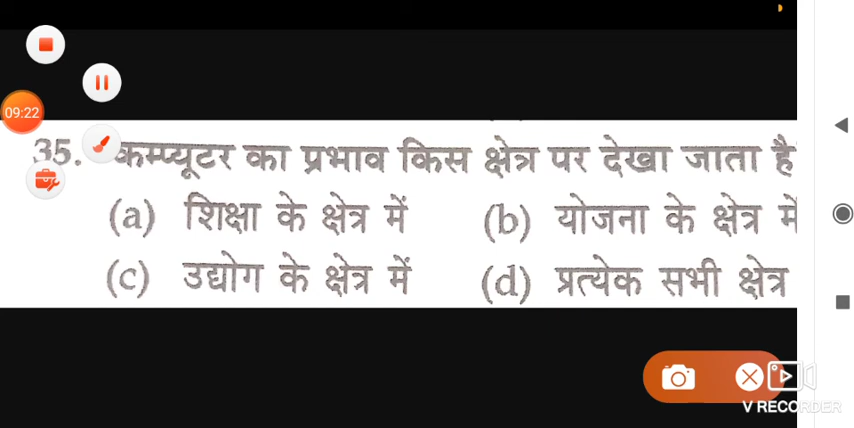 09:22
35. कम्प्यूटर का प्रभाव किस क्षेत्र पर देखा जाता है
(a) शिक्षा के क्षेत्र में (b) योजना के क्षेत्र में
(c) उद्योग के क्षेत्र में (d) प्रत्येक सभी क्षेत्र
V RECORDER